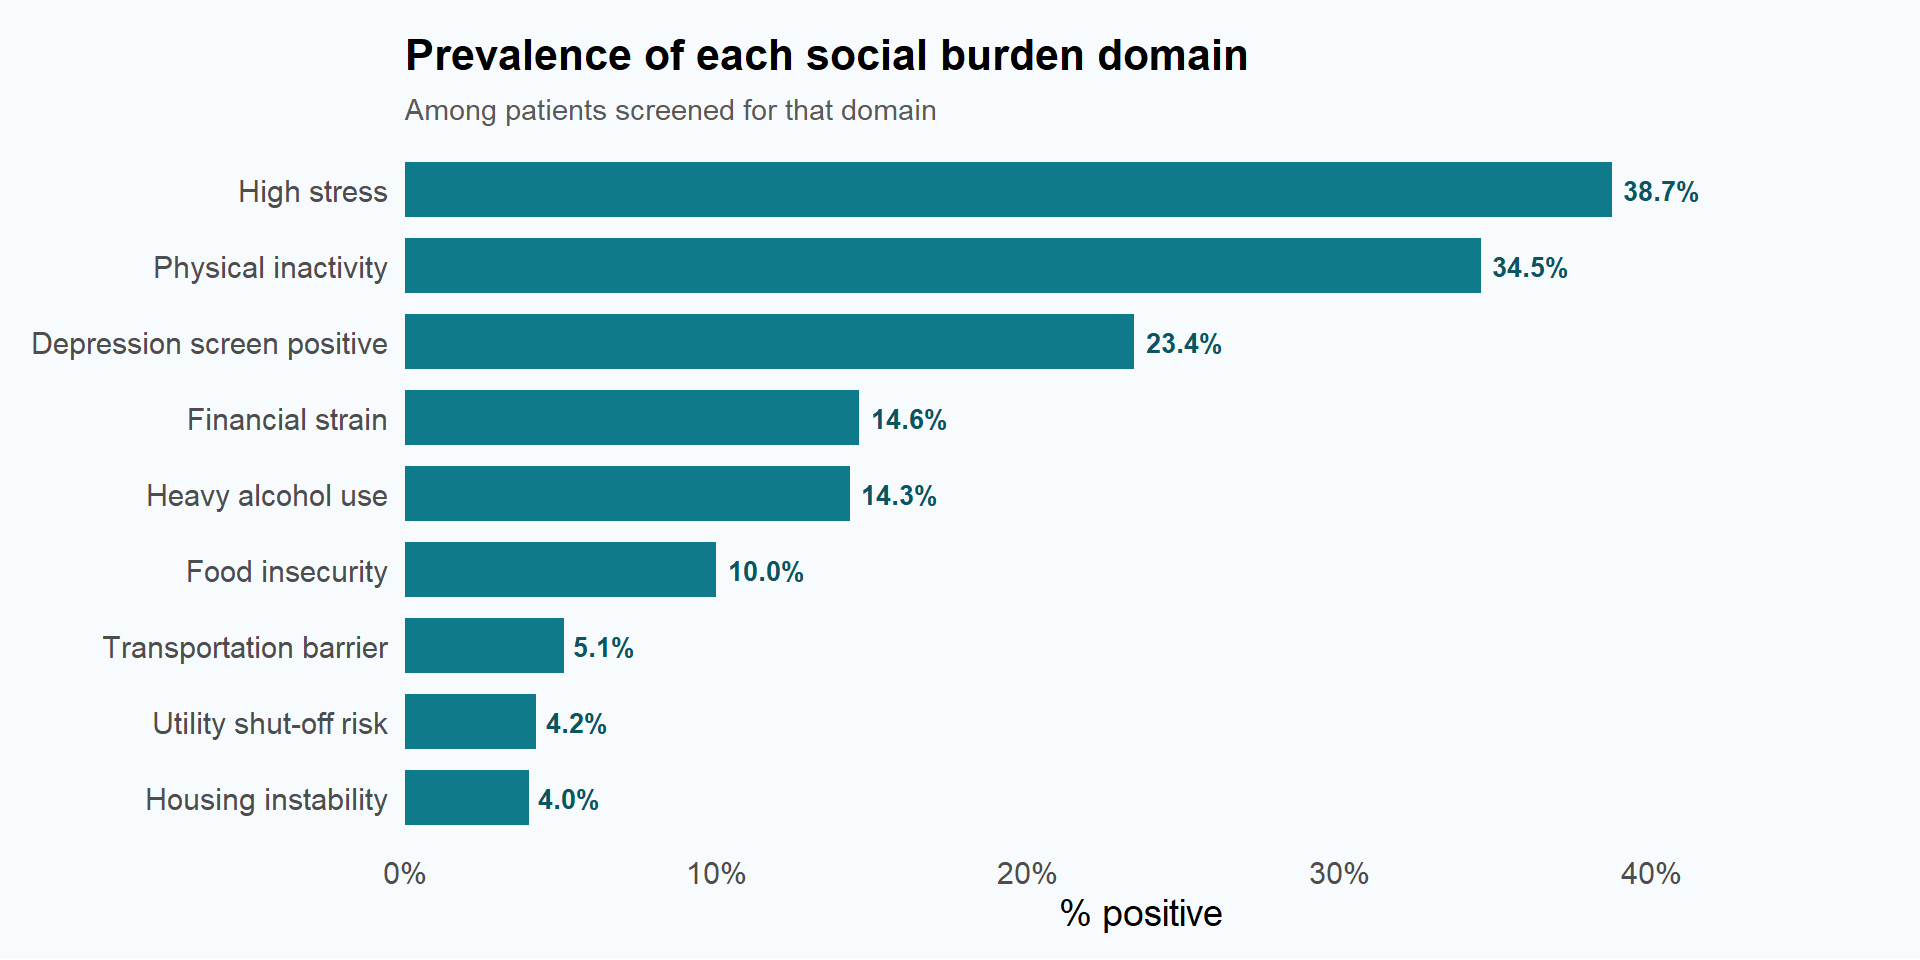 Prevalence of each social burden domain
Among patients screened for that domain
High stress 38.7%
Physical inactivity 34.5%
Depression screen positive 23.4%
Financial strain 14.6%
Heavy alcohol use 14.3%
Food insecurity 10.0%
Transportation barrier 5.1%
Utility shut-off risk 4.2%
Housing instability 4.0%
0% 10% 20% 30% 40%
% positive